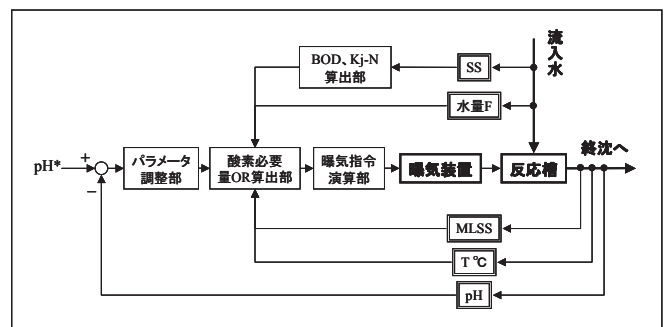 流入水
BOD、Kj-N
算出部
SS
水量F
終沈へ
pH*
+
−
パラメータ
調整部
酸素必要
量OR算出部
曝気指令
演算部
曝気装置
反応槽
MLSS
T ℃
pH